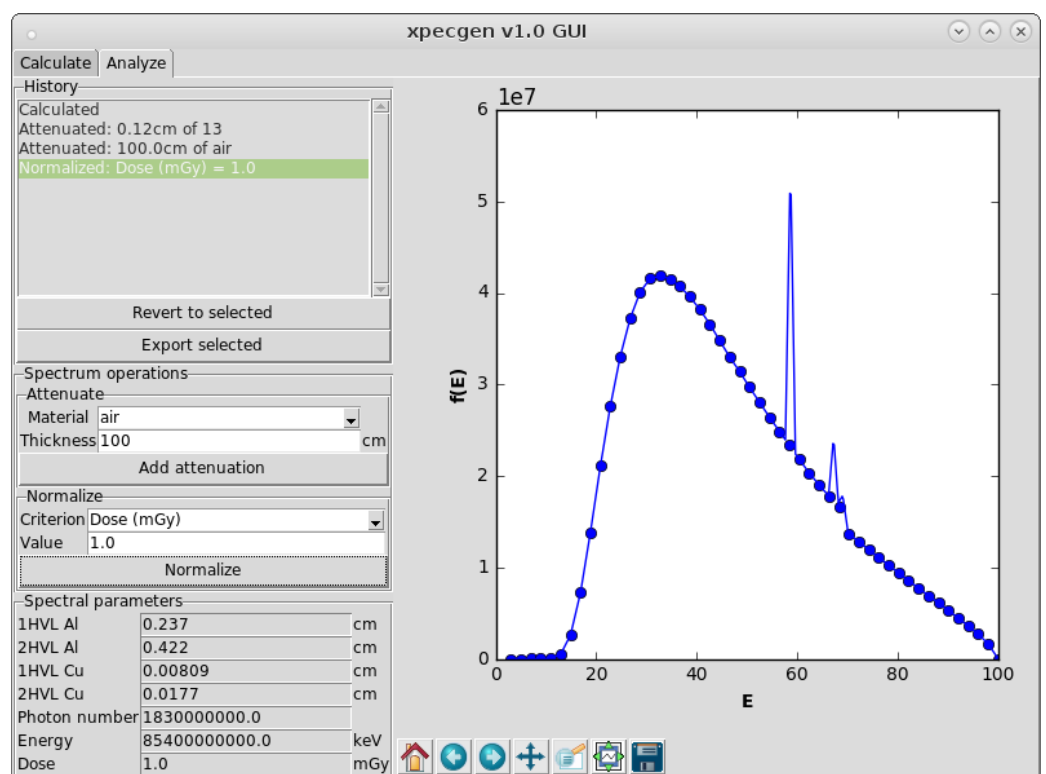 xpecgen v1.0 GUI
Calculate Analyze
History
Calculated
Attenuated: 0.12cm of 13
Attenuated: 100.0cm of air
Normalized: Dose (mGy) = 1.0
Revert to selected
Export selected
Spectrum operations
Attenuate
Material air
Thickness 100 cm
Add attenuation
Normalize
Criterion Dose (mGy)
Value 1.0
Normalize
Spectral parameters
1HVL Al 0.237 cm
2HVL Al 0.422 cm
1HVL Cu 0.00809 cm
2HVL Cu 0.0177 cm
Photon number 1830000000.0
Energy 85400000000.0 keV
Dose 1.0 mGy
1e7
6
5
4
3
2
1
0
f(E)
0 20 40 60 80 100
E